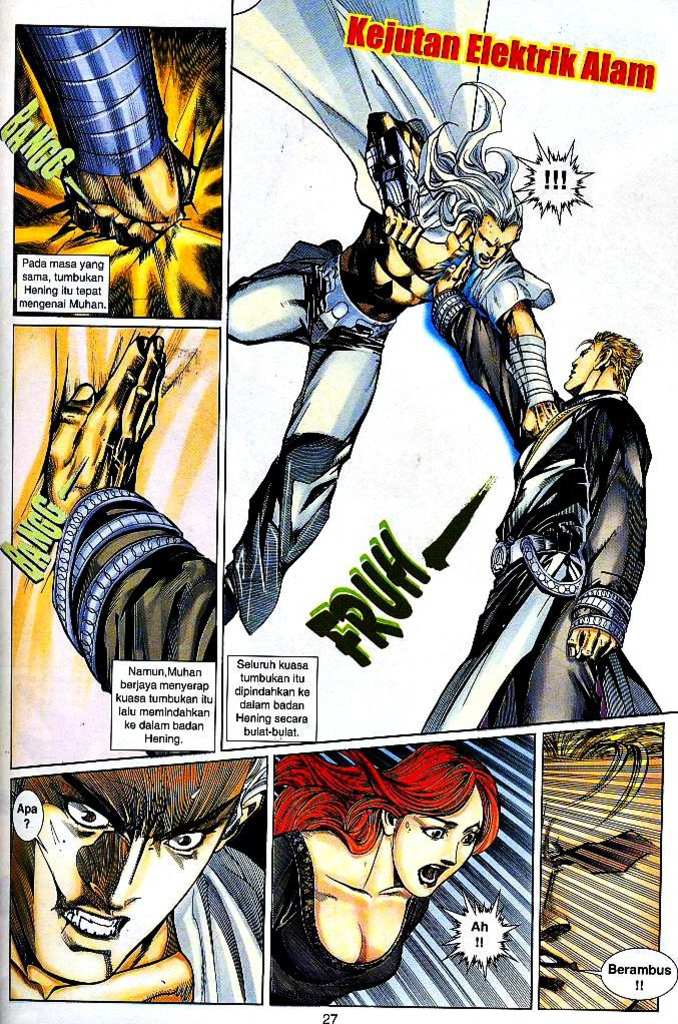 Kejutan Elektrik Alam
BANGG
Pada masa yang
sama, tumbukan
Hening itu tepat
mengenai Muhan.
!!!
BANGG
Namun,Muhan
berjaya menyerap
kuasa tumbukan itu
lalu memindahkan
ke dalam badan
Hening.
FRUH
Seluruh kuasa
tumbukan itu
dipindahkan ke
dalam badan
Hening secara
bulat-bulat.
Apa
?
Ah
!!
Berambus
!!
27